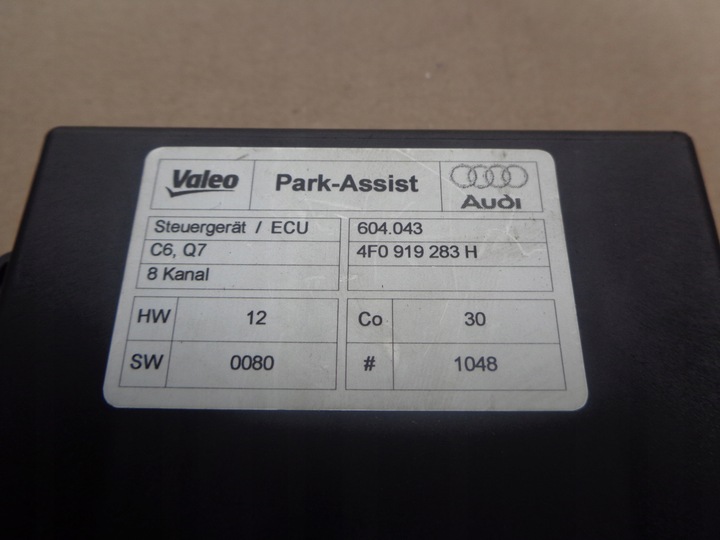 Valeo Park-Assist Audi
Steuergerät / ECU 604.043
C6, Q7 4F0 919 283 H
8 Kanal
HW 12 Co 30
SW 0080 # 1048